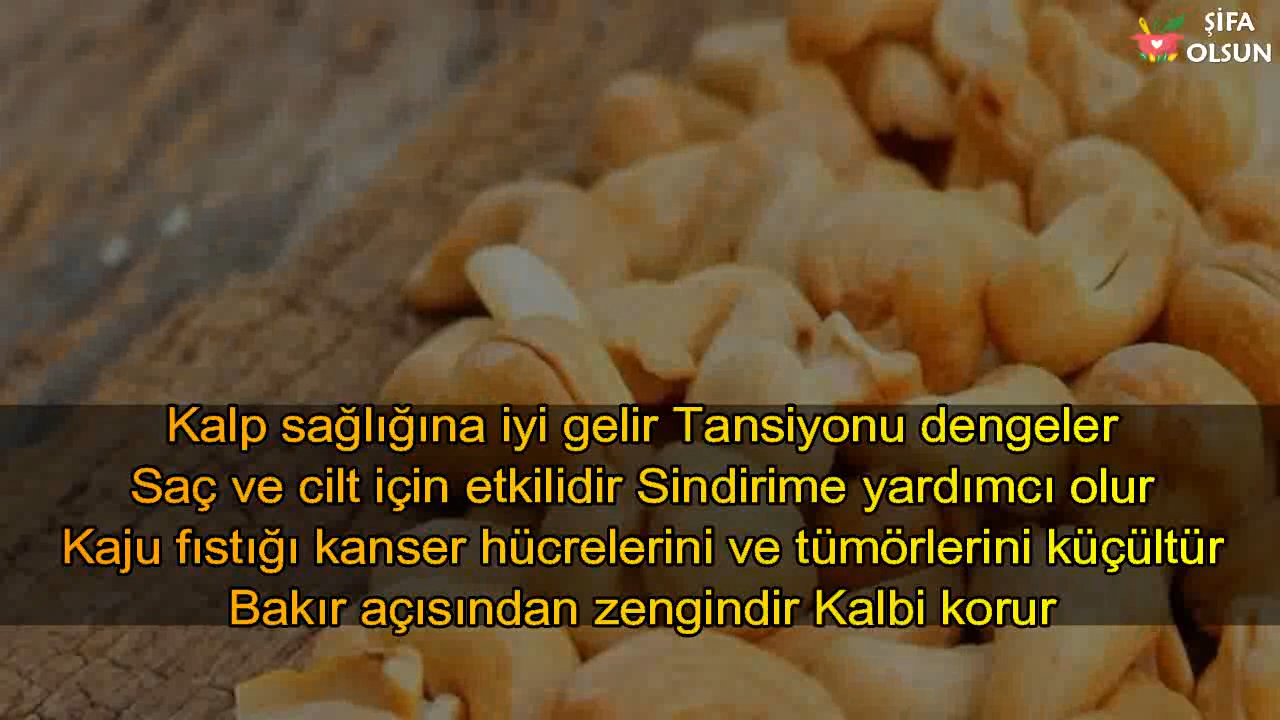 ŞİFA
OLSUN
Kalp sağlığına iyi gelir Tansiyonu dengeler
Saç ve cilt için etkilidir Sindirime yardımcı olur
Kaju fıstığı kanser hücrelerini ve tümörlerini küçültür
Bakır açısından zengindir Kalbi korur